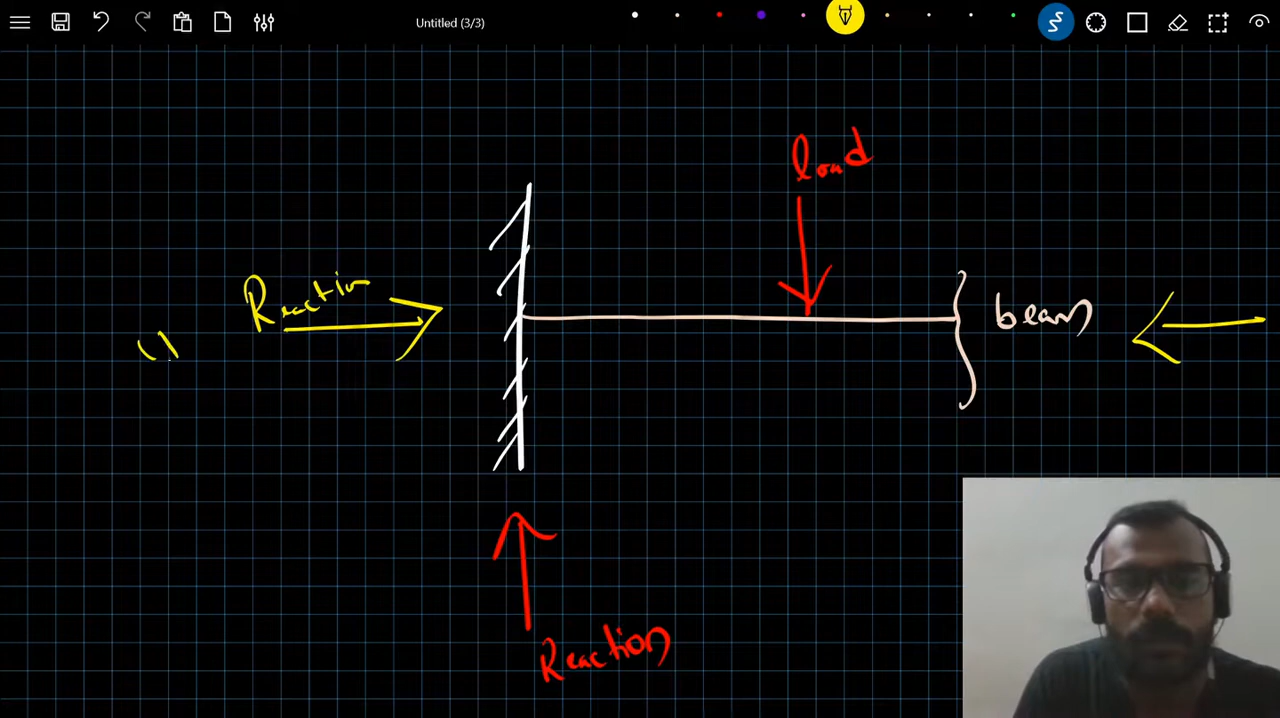 Untitled (3/3)
load
Reaction
beam
Reaction